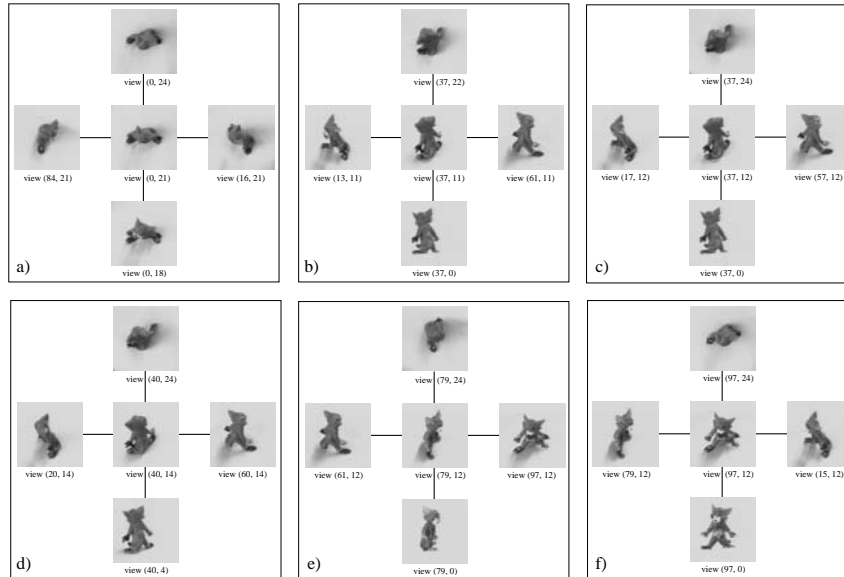 view (0, 24)
view (84, 21)
view (0, 21)
view (16, 21)
view (0, 18)
a)
view (37, 22)
view (13, 11)
view (37, 11)
view (61, 11)
view (37, 0)
b)
view (37, 24)
view (17, 12)
view (37, 12)
view (57, 12)
view (37, 0)
c)
view (40, 24)
view (20, 14)
view (40, 14)
view (60, 14)
view (40, 4)
d)
view (79, 24)
view (61, 12)
view (79, 12)
view (97, 12)
view (79, 0)
e)
view (97, 24)
view (79, 12)
view (97, 12)
view (15, 12)
view (97, 0)
f)